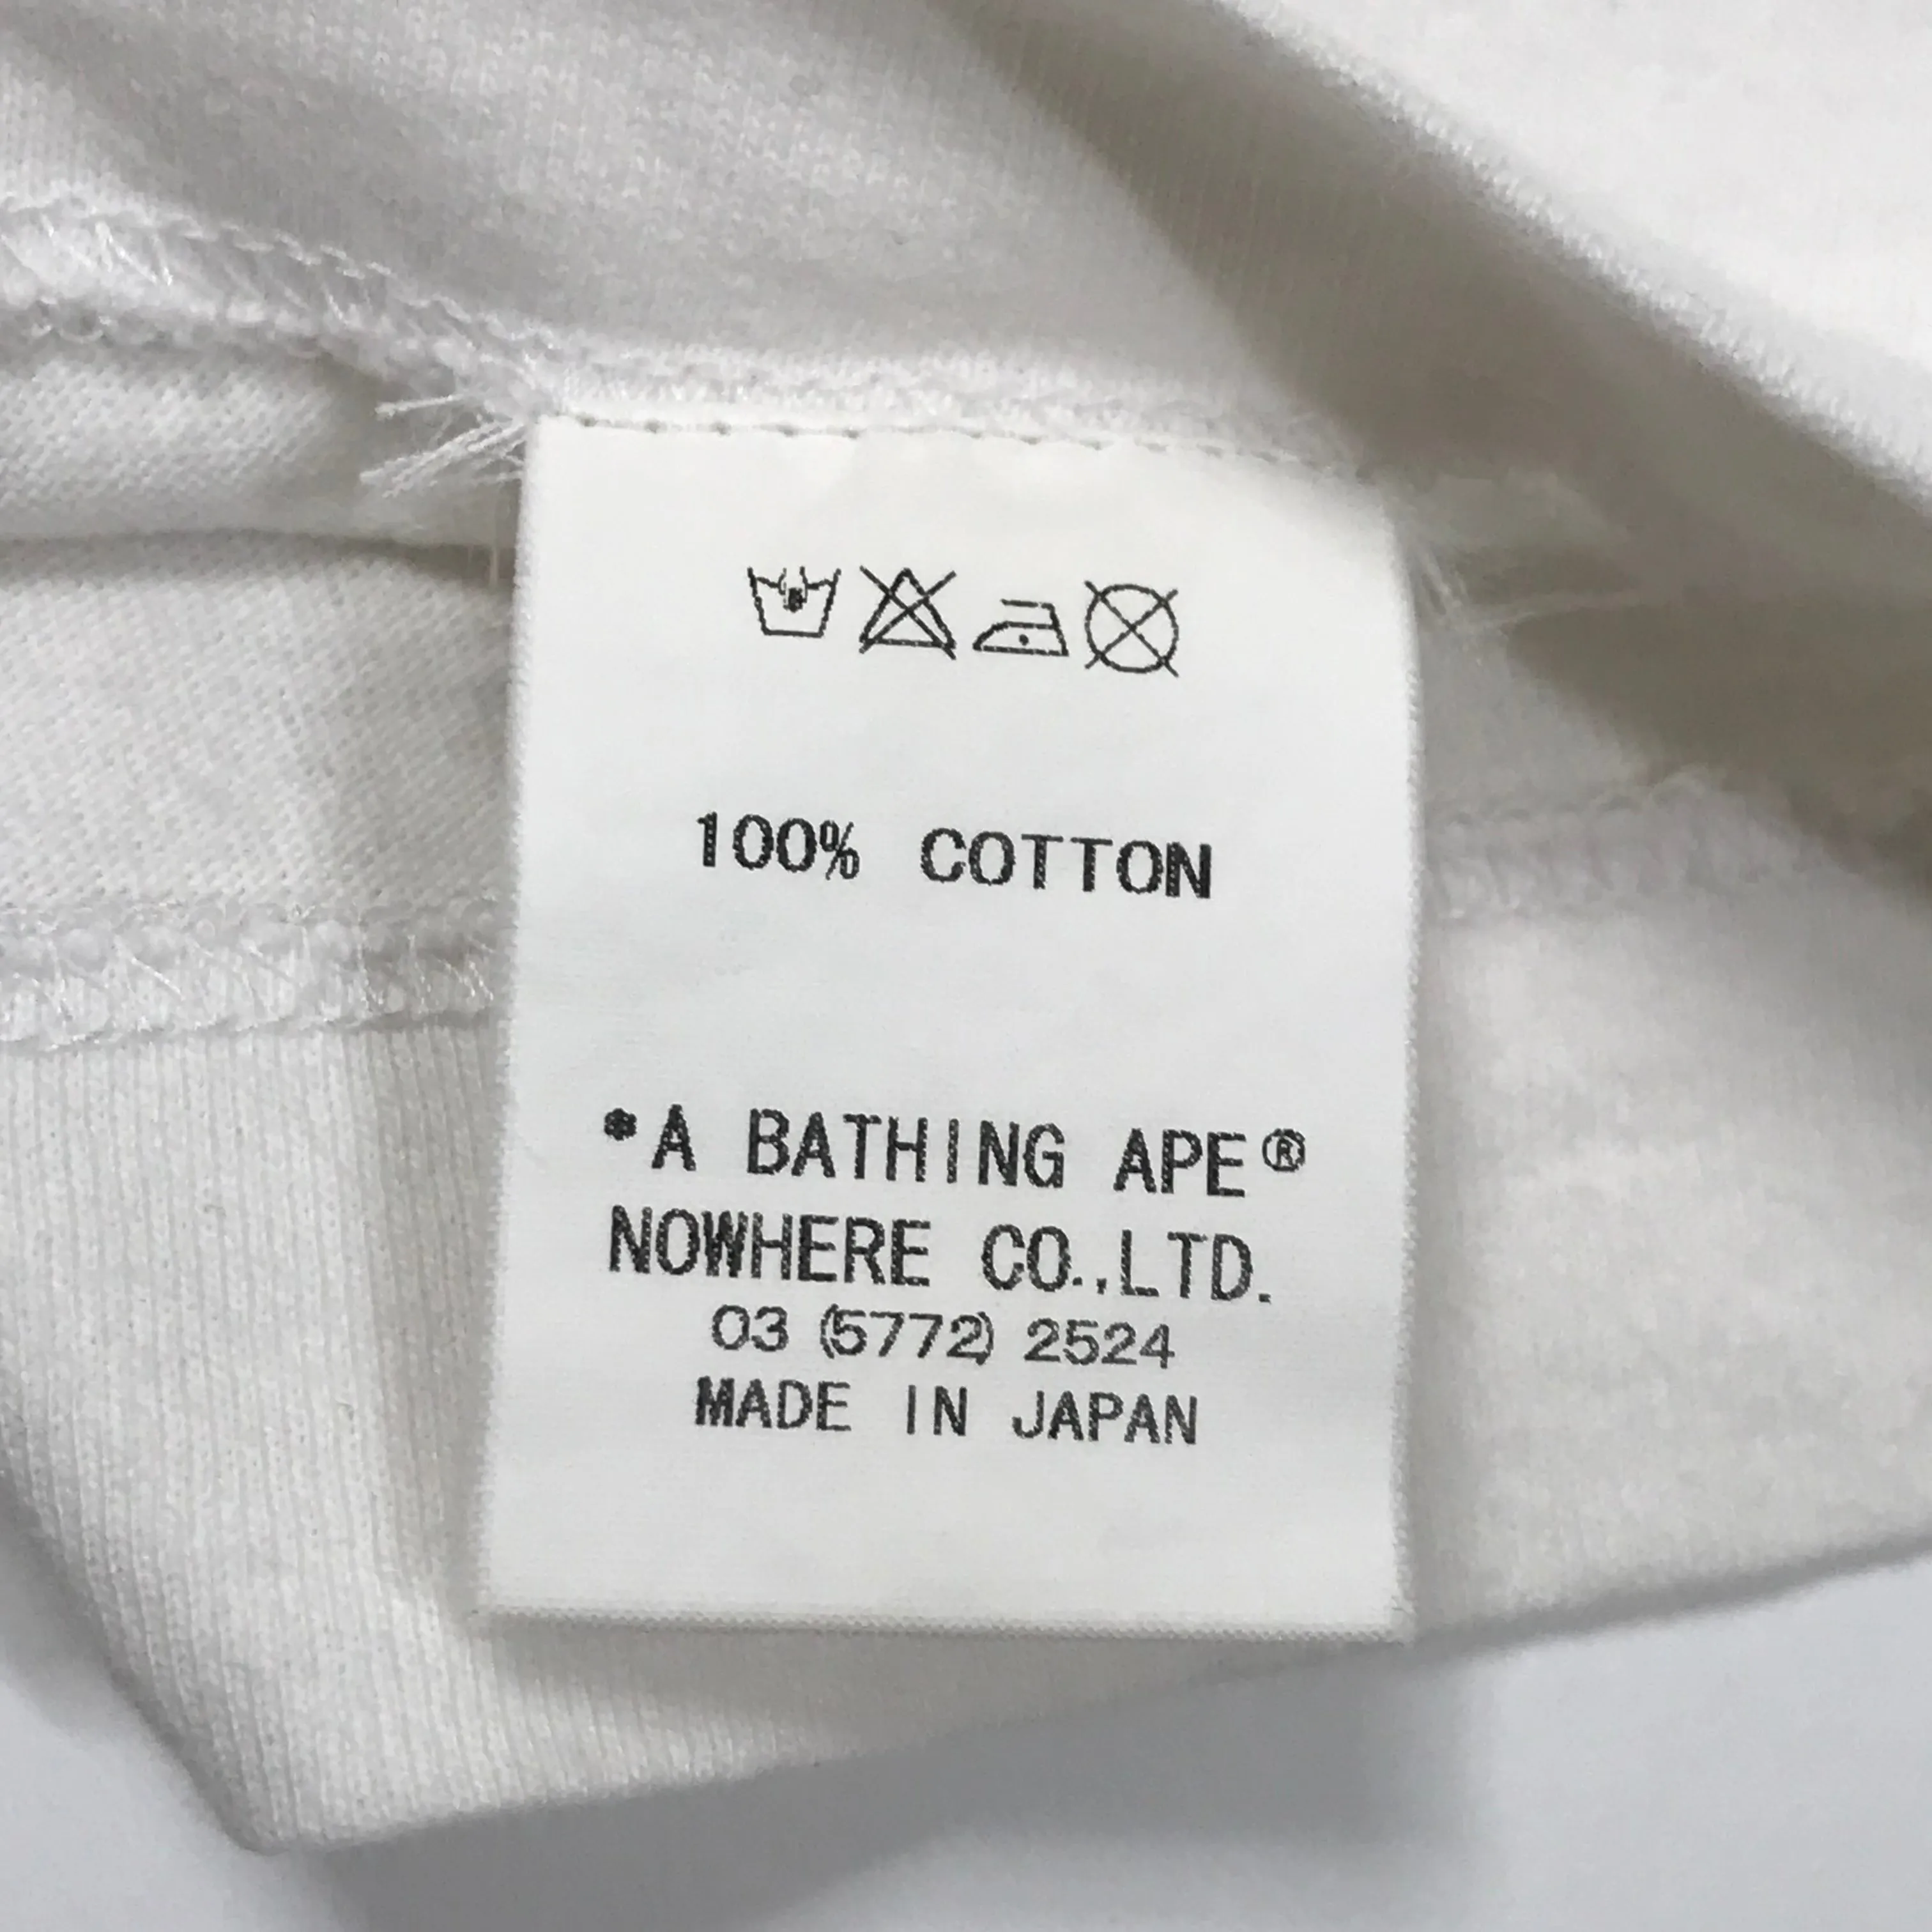 100% COTTON
*A BATHING APE®
NOWHERE CO.,LTD.
03 (5772) 2524
MADE IN JAPAN